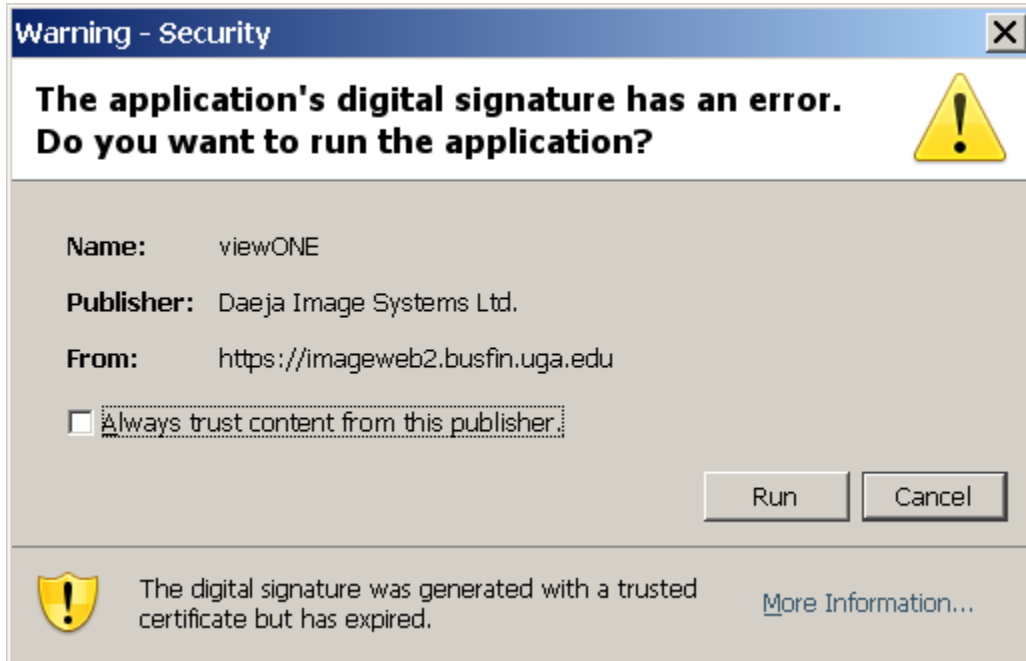 Warning - Security
The application's digital signature has an error.
Do you want to run the application?
Name: viewONE
Publisher: Daeja Image Systems Ltd.
From: https://imageweb2.busfin.uga.edu
Always trust content from this publisher.
Run Cancel
The digital signature was generated with a trusted
certificate but has expired.
More Information...